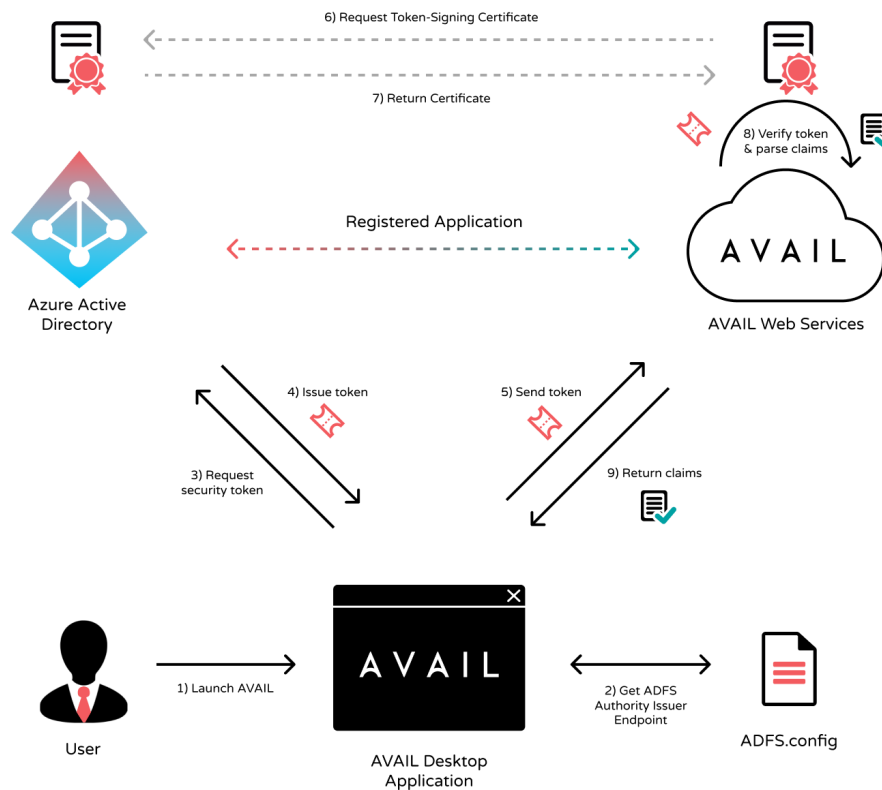 6) Request Token-Signing Certificate
7) Return Certificate
8) Verify token
& parse claims
Registered Application
AVAIL
Azure Active
Directory
AVAIL Web Services
4) Issue token
5) Send token
3) Request
security token
9) Return claims
AVAIL
1) Launch AVAIL
2) Get ADFS
Authority Issuer
Endpoint
User
AVAIL Desktop
Application
ADFS.config